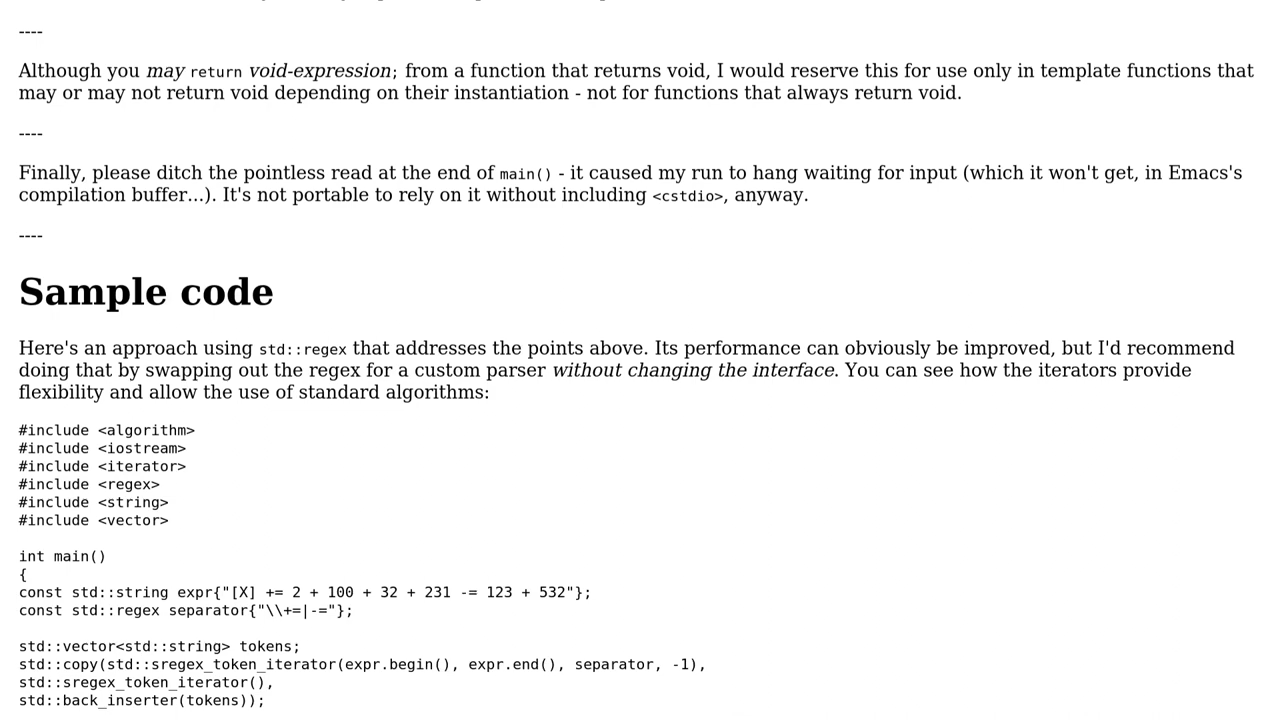 ----
Although you may return void-expression; from a function that returns void, I would reserve this for use only in template functions that
may or may not return void depending on their instantiation - not for functions that always return void.
----
Finally, please ditch the pointless read at the end of main() - it caused my run to hang waiting for input (which it won't get, in Emacs's
compilation buffer...). It's not portable to rely on it without including <cstdio>, anyway.
----
Sample code
Here's an approach using std::regex that addresses the points above. Its performance can obviously be improved, but I'd recommend
doing that by swapping out the regex for a custom parser without changing the interface. You can see how the iterators provide
flexibility and allow the use of standard algorithms:
#include <algorithm>
#include <iostream>
#include <iterator>
#include <regex>
#include <string>
#include <vector>
int main()
{
const std::string expr{"[X] += 2 + 100 + 32 + 231 -= 123 + 532"};
const std::regex separator{"\\+=|-="};
std::vector<std::string> tokens;
std::copy(std::sregex_token_iterator(expr.begin(), expr.end(), separator, -1),
std::sregex_token_iterator(),
std::back_inserter(tokens));